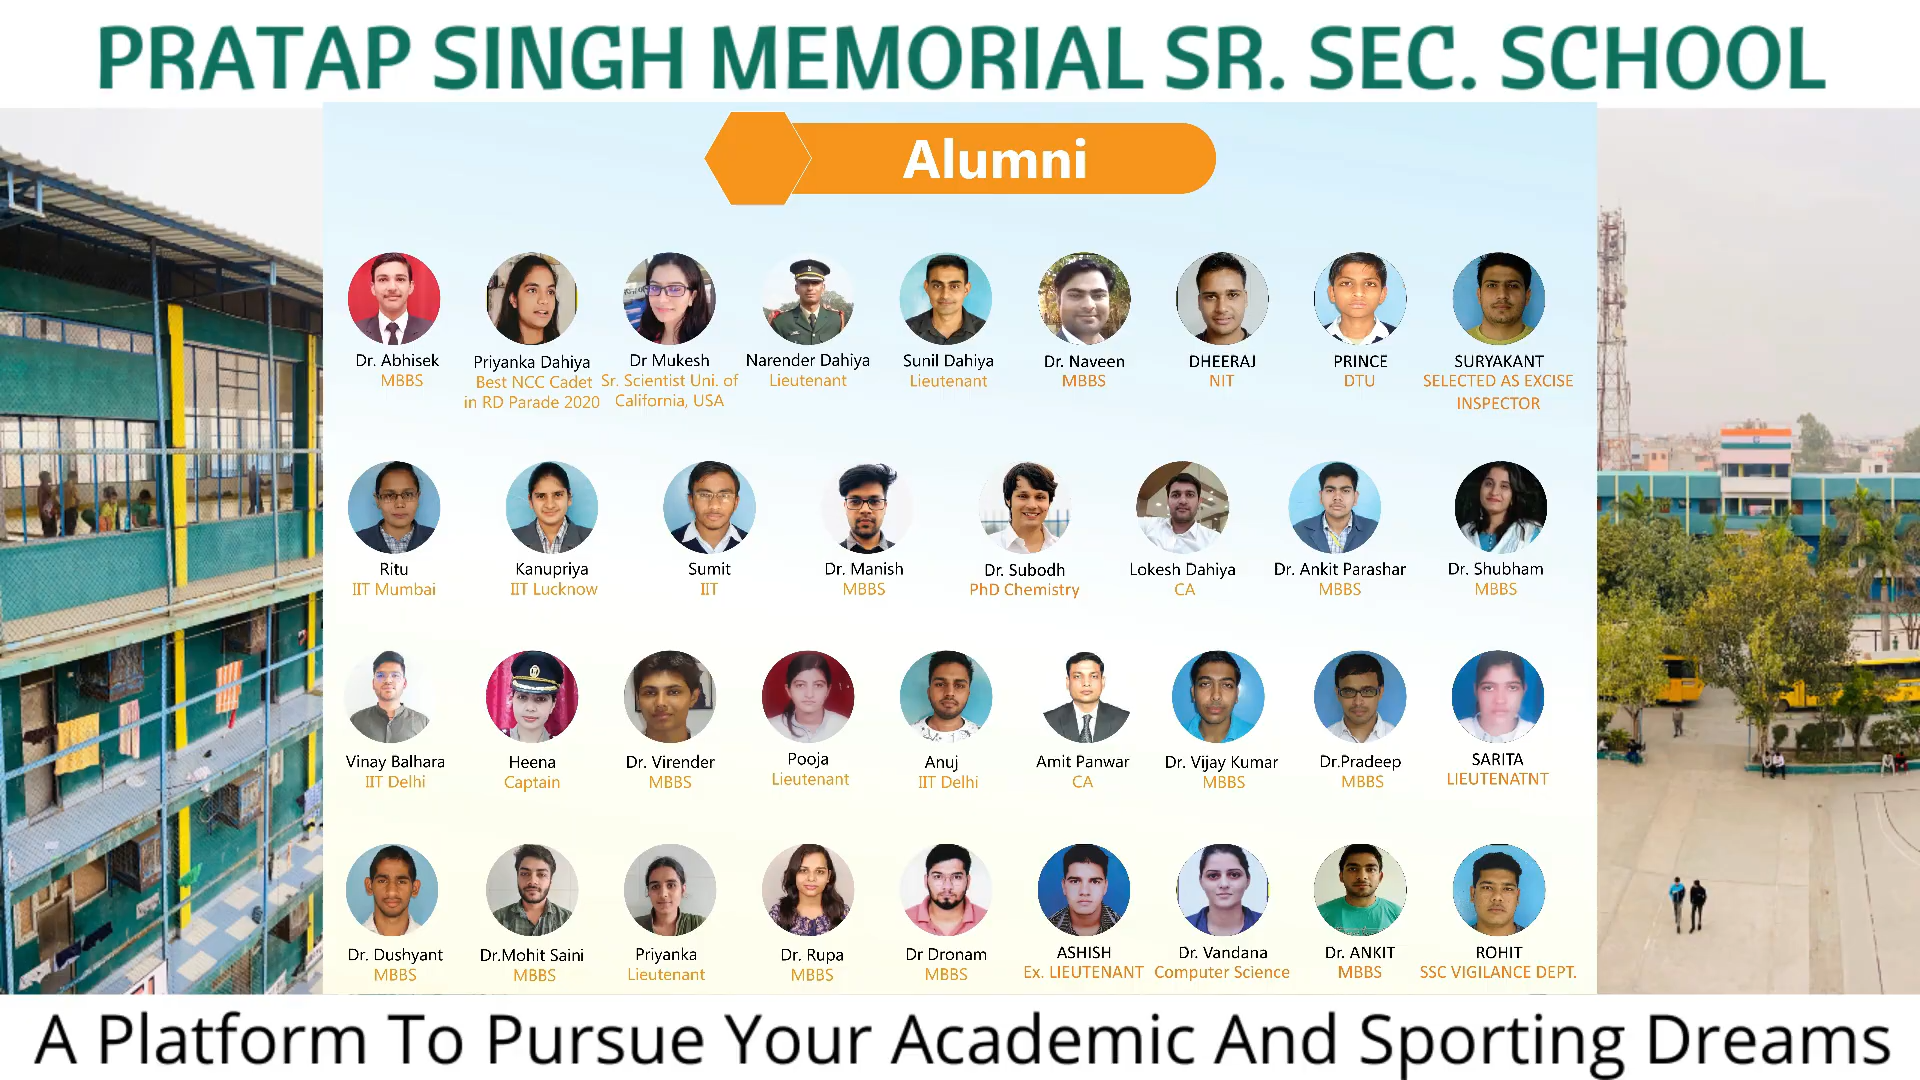 PRATAP SINGH MEMORIAL SR. SEC. SCHOOL
Alumni
Dr. Abhisek
MBBS
Priyanka Dahiya
Best NCC Cadet
in RD Parade 2020
Dr Mukesh
Sr. Scientist Uni. of
California, USA
Narender Dahiya
Lieutenant
Sunil Dahiya
Lieutenant
Dr. Naveen
MBBS
DHEERAJ
NIT
PRINCE
DTU
SURYAKANT
SELECTED AS EXCISE
INSPECTOR
Ritu
IIT Mumbai
Kanupriya
IIT Lucknow
Sumit
IIT
Dr. Manish
MBBS
Dr. Subodh
PhD Chemistry
Lokesh Dahiya
CA
Dr. Ankit Parashar
MBBS
Dr. Shubham
MBBS
Vinay Balhara
IIT Delhi
Heena
Captain
Dr. Virender
MBBS
Pooja
Lieutenant
Anuj
IIT Delhi
Amit Panwar
CA
Dr. Vijay Kumar
MBBS
Dr.Pradeep
MBBS
SARITA
LIEUTENATNT
Dr. Dushyant
MBBS
Dr.Mohit Saini
MBBS
Priyanka
Lieutenant
Dr. Rupa
MBBS
Dr Dronam
MBBS
ASHISH
Ex. LIEUTENANT
Dr. Vandana
Computer Science
Dr. ANKIT
MBBS
ROHIT
SSC VIGILANCE DEPT.
A Platform To Pursue Your Academic And Sporting Dreams